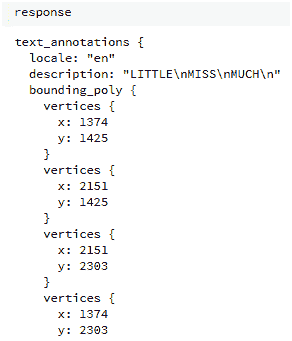 response
text_annotations {
  locale: "en"
  description: "LITTLE\nMISS\nMUCH\n"
  bounding_poly {
    vertices {
      x: 1374
      y: 1425
    }
    vertices {
      x: 2151
      y: 1425
    }
    vertices {
      x: 2151
      y: 2303
    }
    vertices {
      x: 1374
      y: 2303